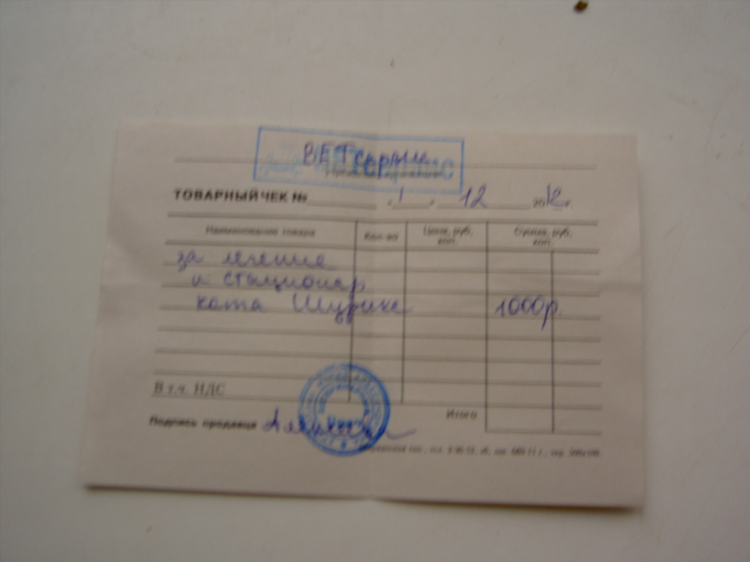 ВЕТсервис
ТОВАРНЫЙ ЧЕК №
" 1 " 12 2012 г.
Наименование товара Кол-во Цена, руб. коп. Сумма, руб. коп.
за лечение
и стационар
кота Шурика 1000р.
В т.ч. НДС
Итого
Подпись продавца